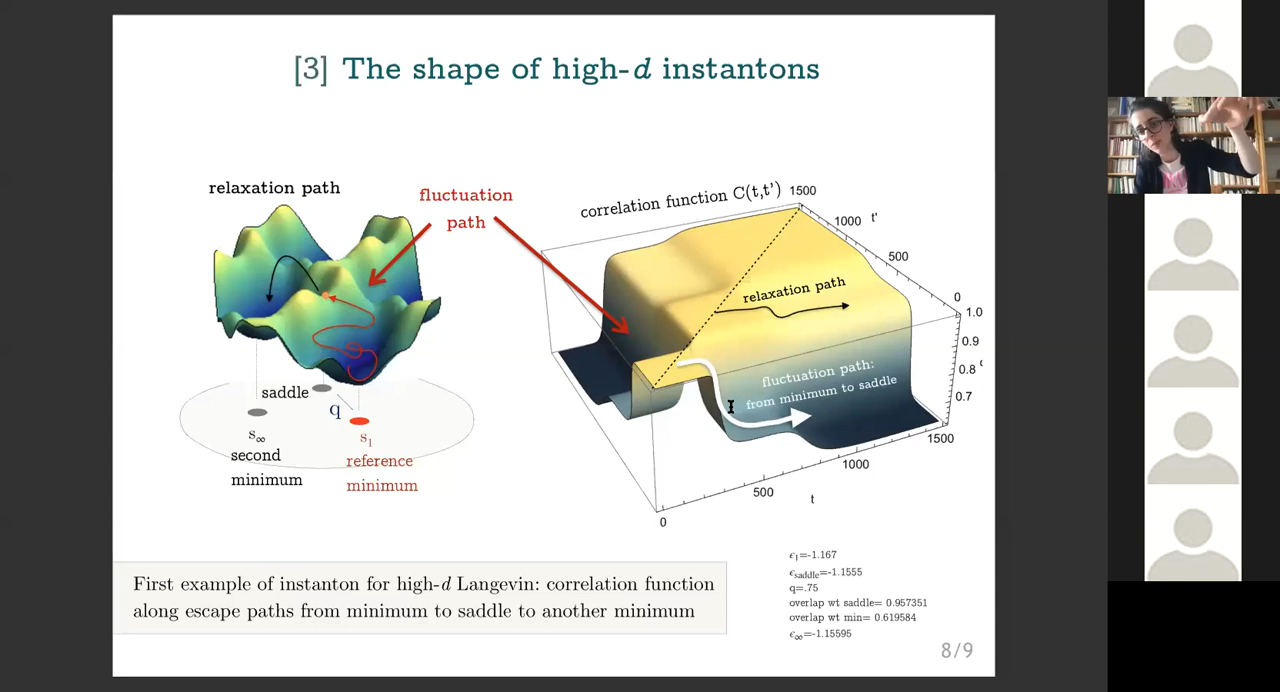 [3] The shape of high-d instantons
relaxation path
fluctuation
path
saddle
q
s∞
second
minimum
s1
reference
minimum
correlation function C(t,t')
1500
1000
t'
500
0
1.0
0.9
0.8
0.7
relaxation path
fluctuation path:
from minimum to saddle
0
500
1000
1500
t
First example of instanton for high-d Langevin: correlation function
along escape paths from minimum to saddle to another minimum
ϵ1=-1.167
ϵsaddle=-1.1555
q=.75
overlap wt saddle= 0.957351
overlap wt min= 0.619584
ϵ∞=-1.15595
8/9